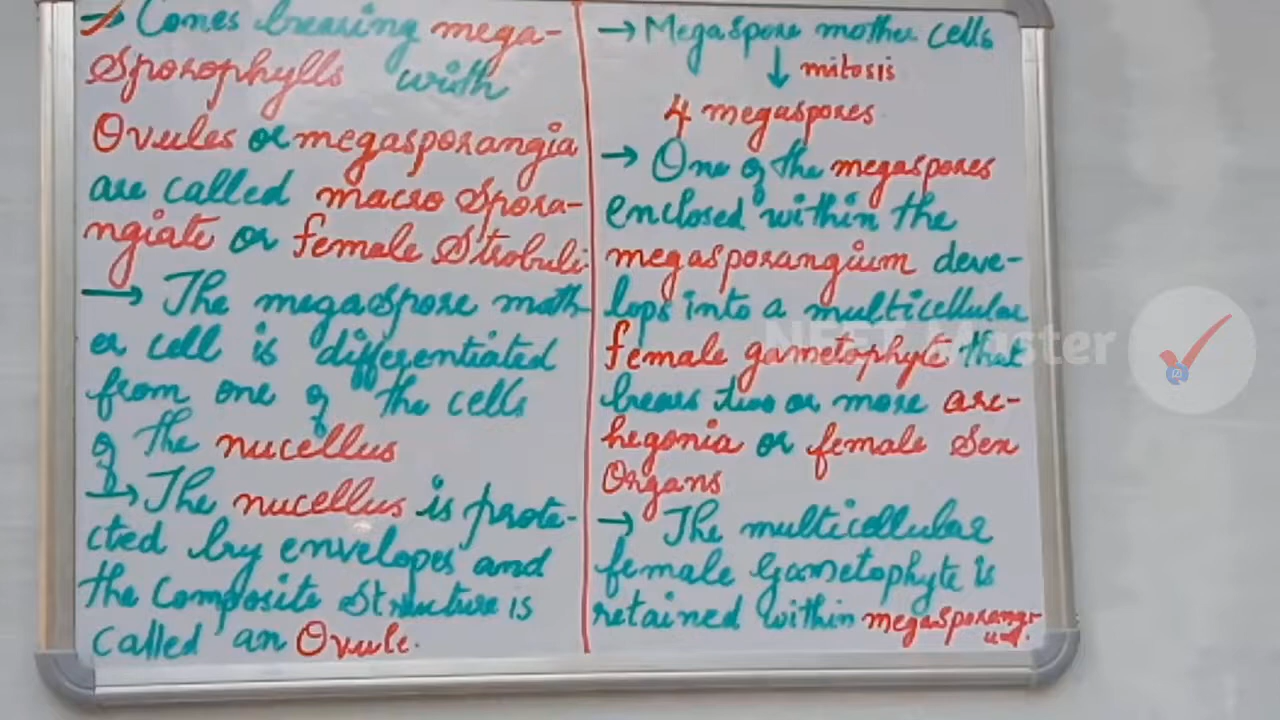 → Cones bearing mega-
Sporophylls with
Ovules or megasporangia
are called macro Spora-
ngiate or female Strobili.
→ The megaspore moth
er cell is differentiated
from one of the cells
of the nucellus
→ The nucellus is prote-
cted by envelopes and
the composite Structure is
called an Ovule.
→ Megaspore mother cells
↓ mitosis
4 megaspores.
→ One of the megaspores
enclosed within the
megasporangium deve-
lops into a multicellular
female gametophyte that
bears two or more arc-
hegonia or female Sex
Organs
→ The multicellular
female gametophyte is
retained within megasporangi
um.
NEET Muster